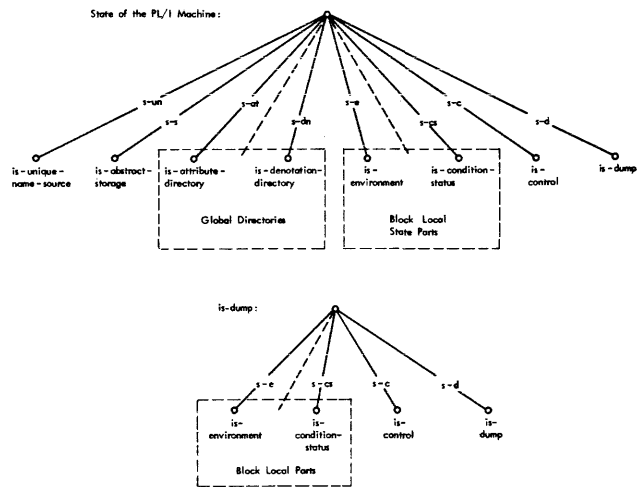 State of the PL/I Machine:
s-un
s-s
s-at
s-dn
s-e
s-cs
s-c
s-d
is-unique-
name-source
is-abstract-
storage
is-attribute-
directory
is-denotation-
directory
is-
environment
is-condition-
status
is-
control
is-dump
Global Directories
Block Local
State Parts
is-dump:
s-e
s-cs
s-c
s-d
is-
environment
is-
condition-
status
is-
control
is-
dump
Block Local Parts